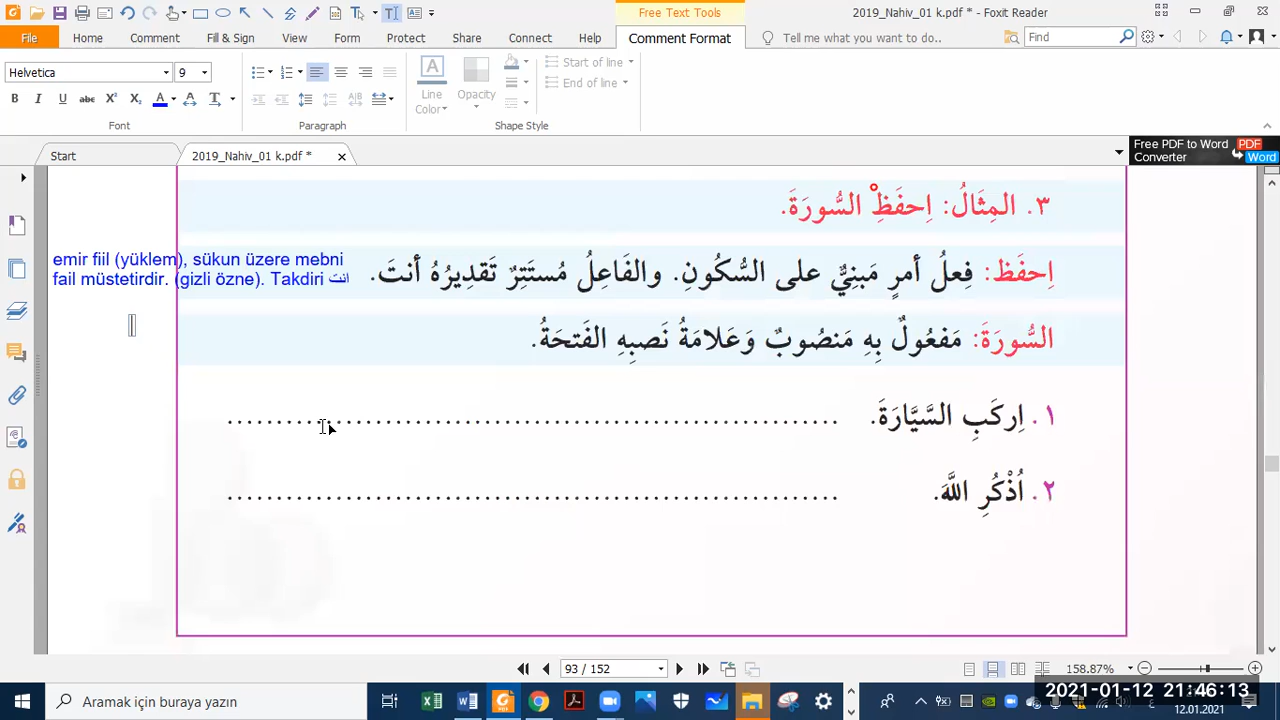 Free Text Tools
2019_Nahiv_01 k.pdf * - Foxit Reader
File Home Comment Fill & Sign View Form Protect Share Connect Help Comment Format Tell me what you want to do.. Find
Helvetica 9 Start of line
End of line
Line Color Opacity
Font Paragraph Shape Style
Start 2019_Nahiv_01 k.pdf * Free PDF to Word Converter PDF Word
٣. المِثَالُ: اِحفَظِْ السُّورَةَ.
emir fiil (yüklem), sükun üzere mebni
fail müstetirdir. (gizli özne). Takdiri انت
اِحفَظ: فِعلُ أمرٍ مَبنِيٌّ على السُّكُونِ. والفَاعِلُ مُستَتِرٌ تَقدِيرُهُ أنتَ.
السُّورَةَ: مَفعُولٌ بِهِ مَنصُوبٌ وَعَلامَةُ نَصبِهِ الفَتحَةُ.
١. اِركَبِ السَّيَّارَةَ. ................................................................
٢. اُذْكُرِ اللَّهَ. ................................................................
93 / 152 158.87%
Aramak için buraya yazın
2021-01-12 21:46:13
12.01.2021